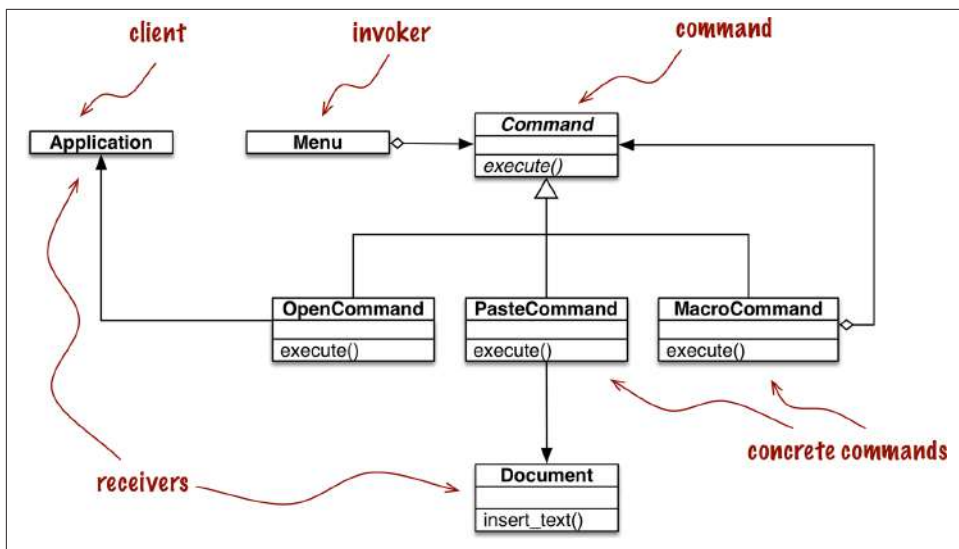 client
invoker
command
Application
Menu
Command
execute()
OpenCommand
execute()
PasteCommand
execute()
MacroCommand
execute()
concrete commands
receivers
Document
insert_text()